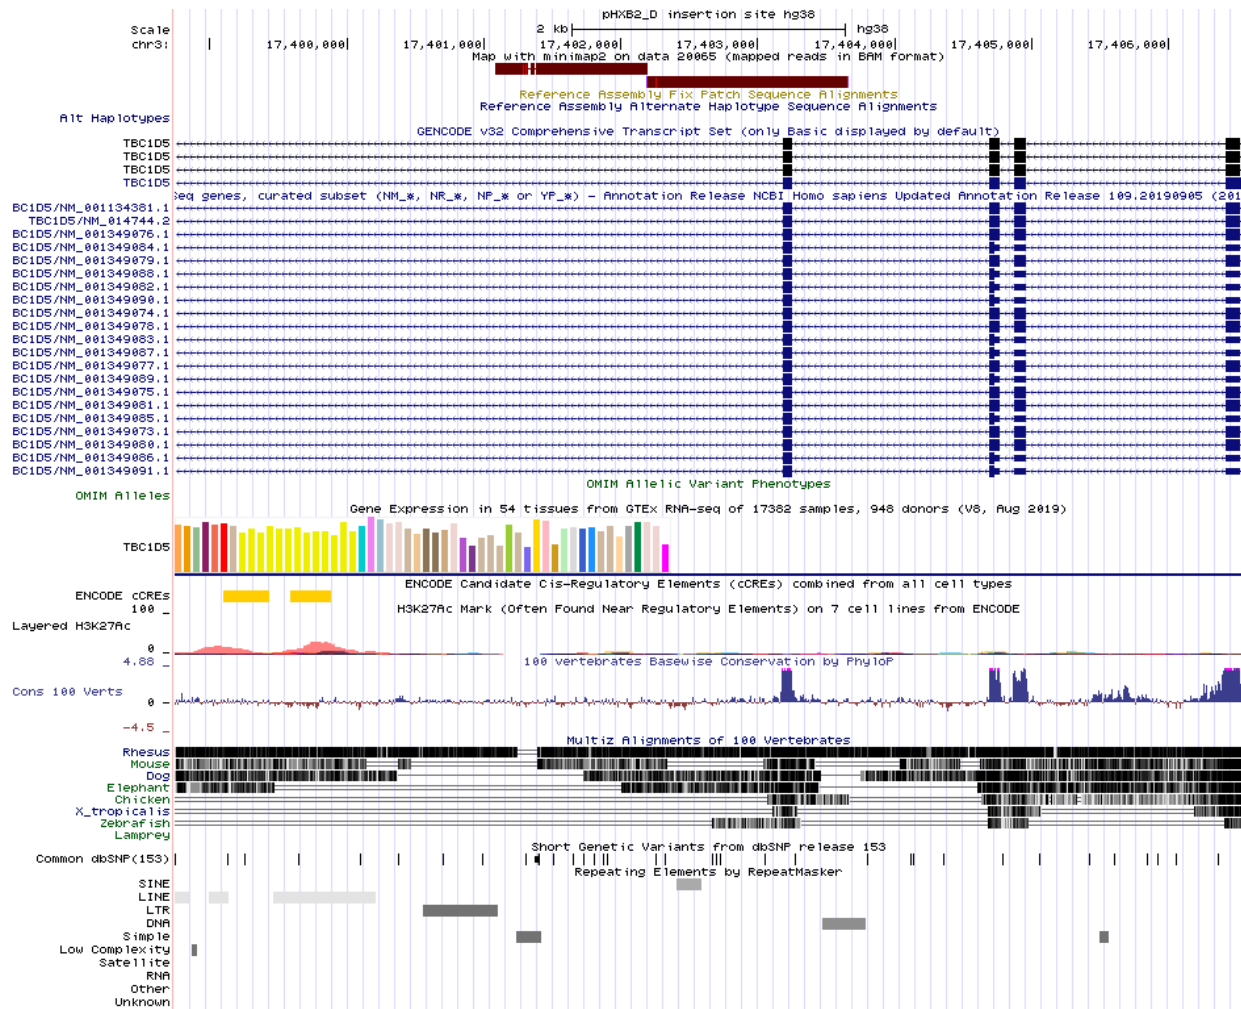 pHXB2_D insertion site hg38
Scale 2 kb hg38
chr3: 17,400,000 17,401,000 17,402,000 17,403,000 17,404,000 17,405,000 17,406,000
Map with minimap2 on data 20065 (mapped reads in BAM format)
Reference Assembly Fix Patch Sequence Alignments
Reference Assembly Alternate Haplotype Sequence Alignments
Alt Haplotypes
GENCODE v32 Comprehensive Transcript Set (only Basic displayed by default)
TBC1D5
TBC1D5
TBC1D5
TBC1D5
Seq genes, curated subset (NM_*, NR_*, NP_* or YP_*) - Annotation Release NCBI Homo sapiens Updated Annotation Release 109.20190905 (201
BC1D5/NM_001134381.1
TBC1D5/NM_014744.2
BC1D5/NM_001349076.1
BC1D5/NM_001349084.1
BC1D5/NM_001349079.1
BC1D5/NM_001349088.1
BC1D5/NM_001349082.1
BC1D5/NM_001349090.1
BC1D5/NM_001349074.1
BC1D5/NM_001349078.1
BC1D5/NM_001349083.1
BC1D5/NM_001349087.1
BC1D5/NM_001349077.1
BC1D5/NM_001349089.1
BC1D5/NM_001349075.1
BC1D5/NM_001349081.1
BC1D5/NM_001349085.1
BC1D5/NM_001349073.1
BC1D5/NM_001349080.1
BC1D5/NM_001349086.1
BC1D5/NM_001349091.1
OMIM Allelic Variant Phenotypes
OMIM Alleles
Gene Expression in 54 tissues from GTEx RNA-seq of 17382 samples, 948 donors (V8, Aug 2019)
TBC1D5
ENCODE Candidate Cis-Regulatory Elements (cCREs) combined from all cell types
ENCODE cCREs
H3K27Ac Mark (Often Found Near Regulatory Elements) on 7 cell lines from ENCODE
100 _
Layered H3K27Ac
0 _
100 vertebrates Basewise Conservation by PhyloP
4.88 _
Cons 100 Verts
0 _
-4.5 _
Multiz Alignments of 100 Vertebrates
Rhesus
Mouse
Dog
Elephant
Chicken
X_tropicalis
Zebrafish
Lamprey
Short Genetic Variants from dbSNP release 153
Common dbSNP(153)
Repeating Elements by RepeatMasker
SINE
LINE
LTR
DNA
Simple
Low Complexity
Satellite
RNA
Other
Unknown